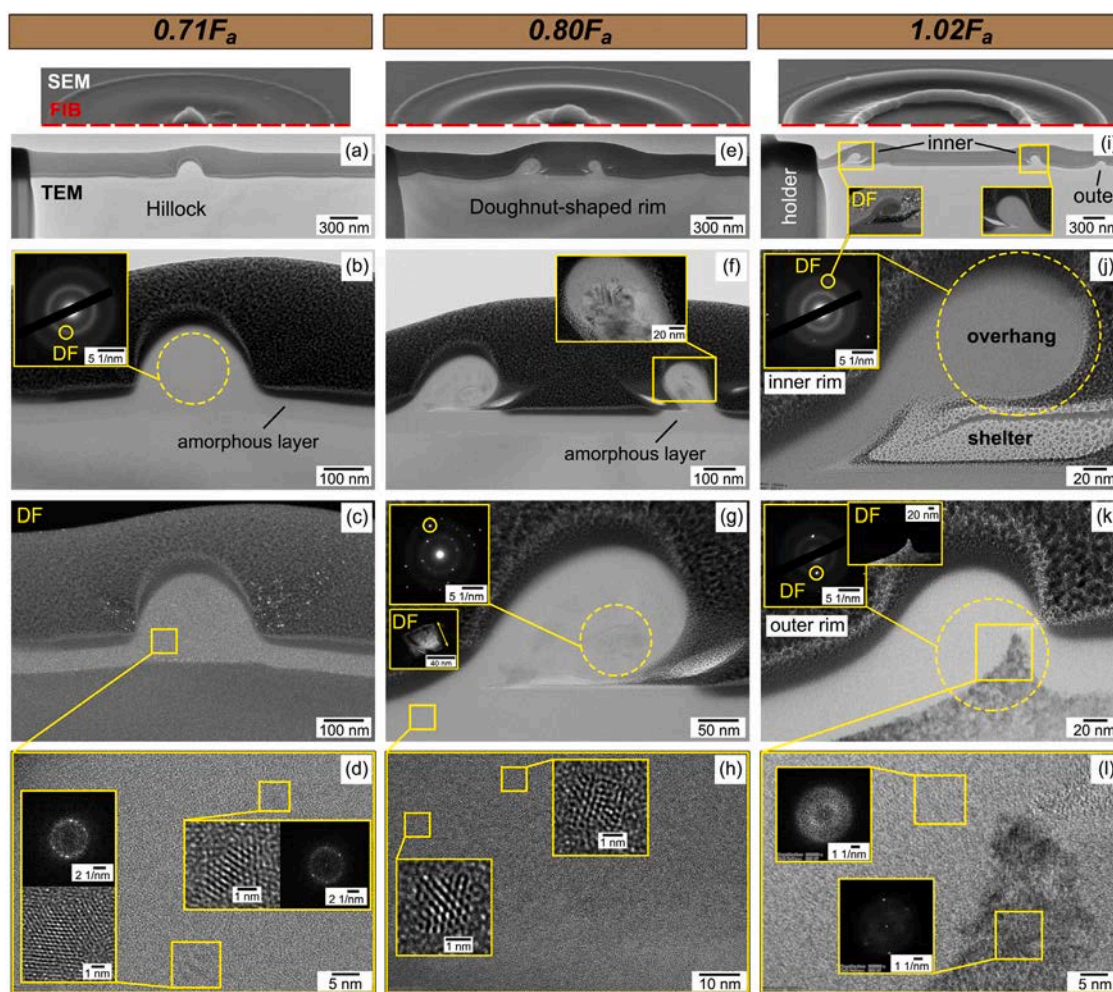 0.71Fa
0.80Fa
1.02Fa
SEM
FIB
(a)
TEM
Hillock
300 nm
(e)
Doughnut-shaped rim
300 nm
inner
(i)
holder
DF
outer
300 nm
(b)
DF
5 1/nm
amorphous layer
100 nm
(f)
20 nm
amorphous layer
100 nm
(j)
DF
5 1/nm
inner rim
overhang
shelter
20 nm
DF
(c)
100 nm
(g)
5 1/nm
DF
40 nm
50 nm
(k)
DF
20 nm
DF
5 1/nm
outer rim
20 nm
(d)
2 1/nm
1 nm
1 nm
2 1/nm
5 nm
(h)
1 nm
1 nm
10 nm
(l)
1 1/nm
1 1/nm
5 nm